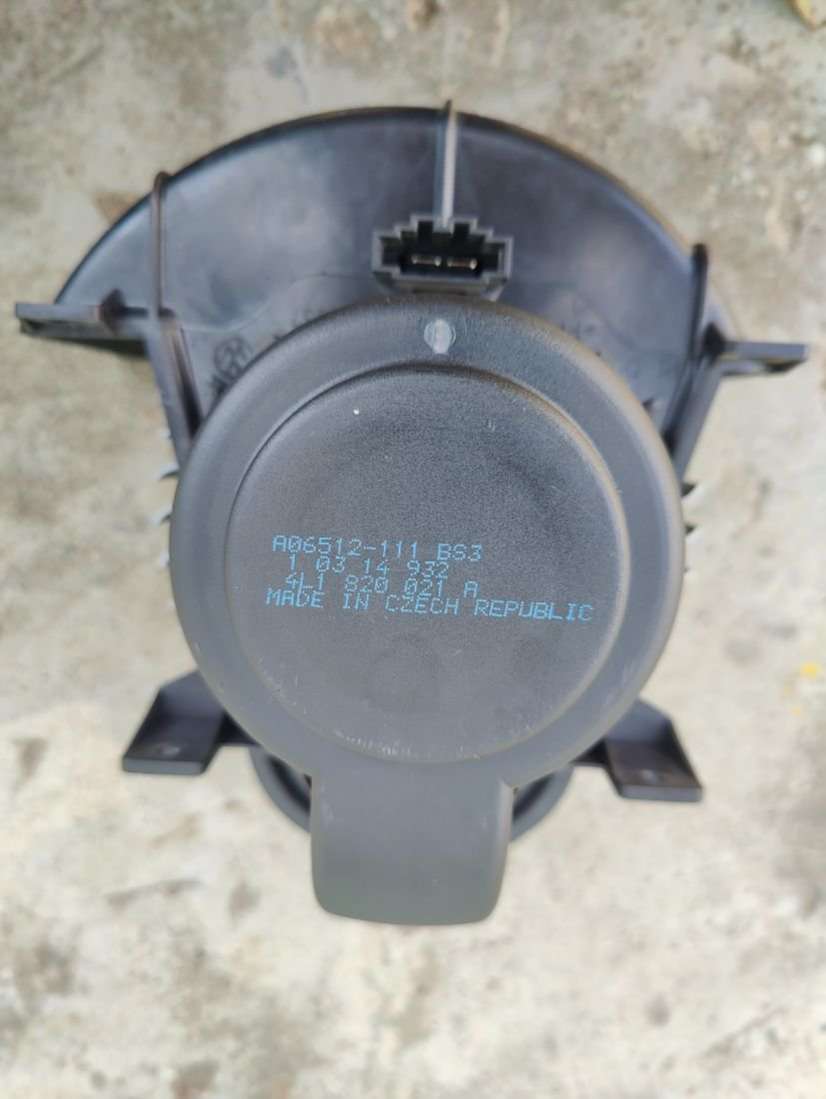 A06512-111 BS3
1 03 14 932
4L1 820 021 A
MADE IN CZECH REPUBLIC